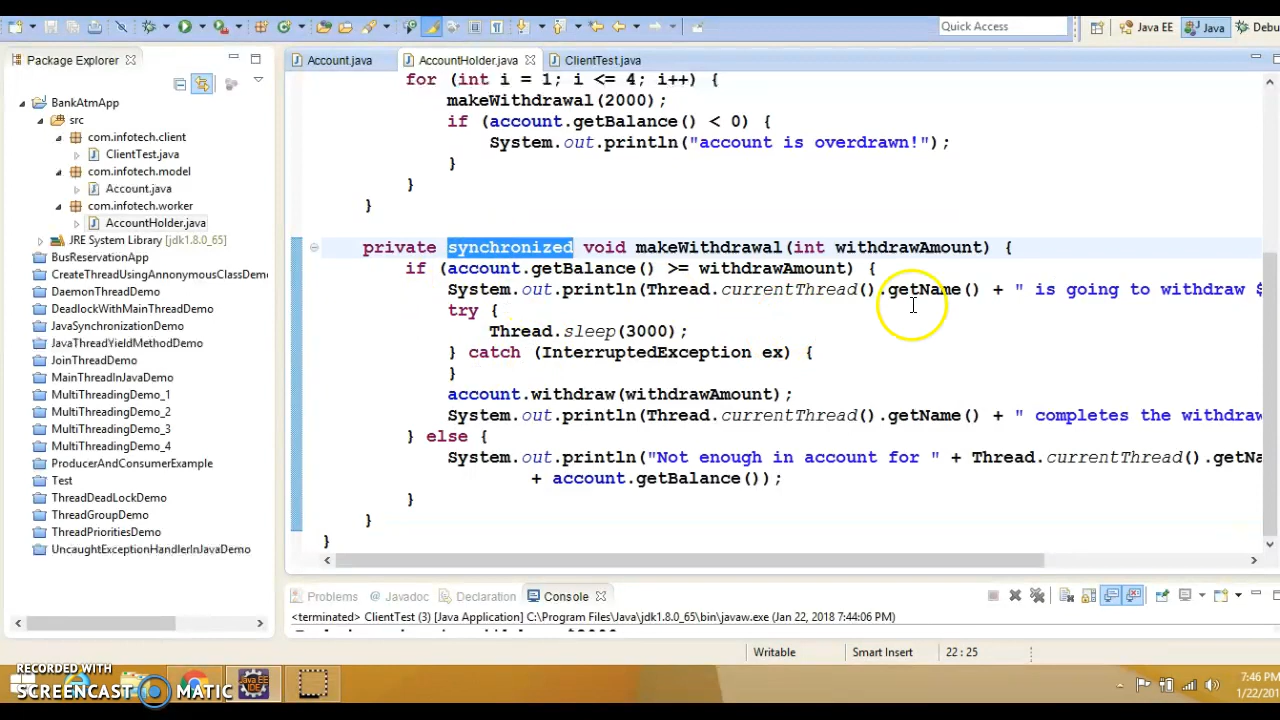 Quick Access
Java EE
Java
Debu
Package Explorer
Account.java
AccountHolder.java
ClientTest.java
BankAtmApp
src
com.infotech.client
ClientTest.java
com.infotech.model
Account.java
com.infotech.worker
AccountHolder.java
JRE System Library [jdk1.8.0_65]
BusReservationApp
CreateThreadUsingAnnonymousClassDemo
DaemonThreadDemo
DeadlockWithMainThreadDemo
JavaSynchronizationDemo
JavaThreadYieldMethodDemo
JoinThreadDemo
MainThreadInJavaDemo
MultiThreadingDemo_1
MultiThreadingDemo_2
MultiThreadingDemo_3
MultiThreadingDemo_4
ProducerAndConsumerExample
Test
ThreadDeadLockDemo
ThreadGroupDemo
ThreadPrioritiesDemo
UncaughtExceptionHandlerInJavaDemo
for (int i = 1; i <= 4; i++) {
makeWithdrawal(2000);
if (account.getBalance() < 0) {
System.out.println("account is overdrawn!");
}
}
}
private synchronized void makeWithdrawal(int withdrawAmount) {
if (account.getBalance() >= withdrawAmount) {
System.out.println(Thread.currentThread().getName() + " is going to withdraw $
try {
Thread.sleep(3000);
} catch (InterruptedException ex) {
}
account.withdraw(withdrawAmount);
System.out.println(Thread.currentThread().getName() + " completes the withdraw
} else {
System.out.println("Not enough in account for " + Thread.currentThread().getNa
+ account.getBalance());
}
}
}
Problems
Javadoc
Declaration
Console
<terminated> ClientTest (3) [Java Application] C:\Program Files\Java\jdk1.8.0_65\bin\javaw.exe (Jan 22, 2018 7:44:06 PM)
Writable
Smart Insert
22 : 25
RECORDED WITH
SCREENCAST MATIC
7:46 PM
1/22/201